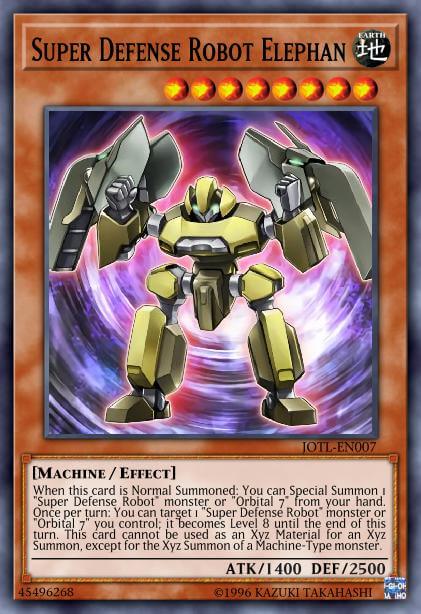 SUPER DEFENSE ROBOT ELEPHAN
EARTH
地
JOTL-EN007
[MACHINE / EFFECT]
When this card is Normal Summoned: You can Special Summon 1
"Super Defense Robot" monster or "Orbital 7" from your hand.
Once per turn: You can target 1 "Super Defense Robot" monster or
"Orbital 7" you control; it becomes Level 8 until the end of this
turn. This card cannot be used as an Xyz Material for an Xyz
Summon, except for the Xyz Summon of a Machine-Type monster.
ATK/1400 DEF/2500
45496268
©1996 KAZUKI TAKAHASHI